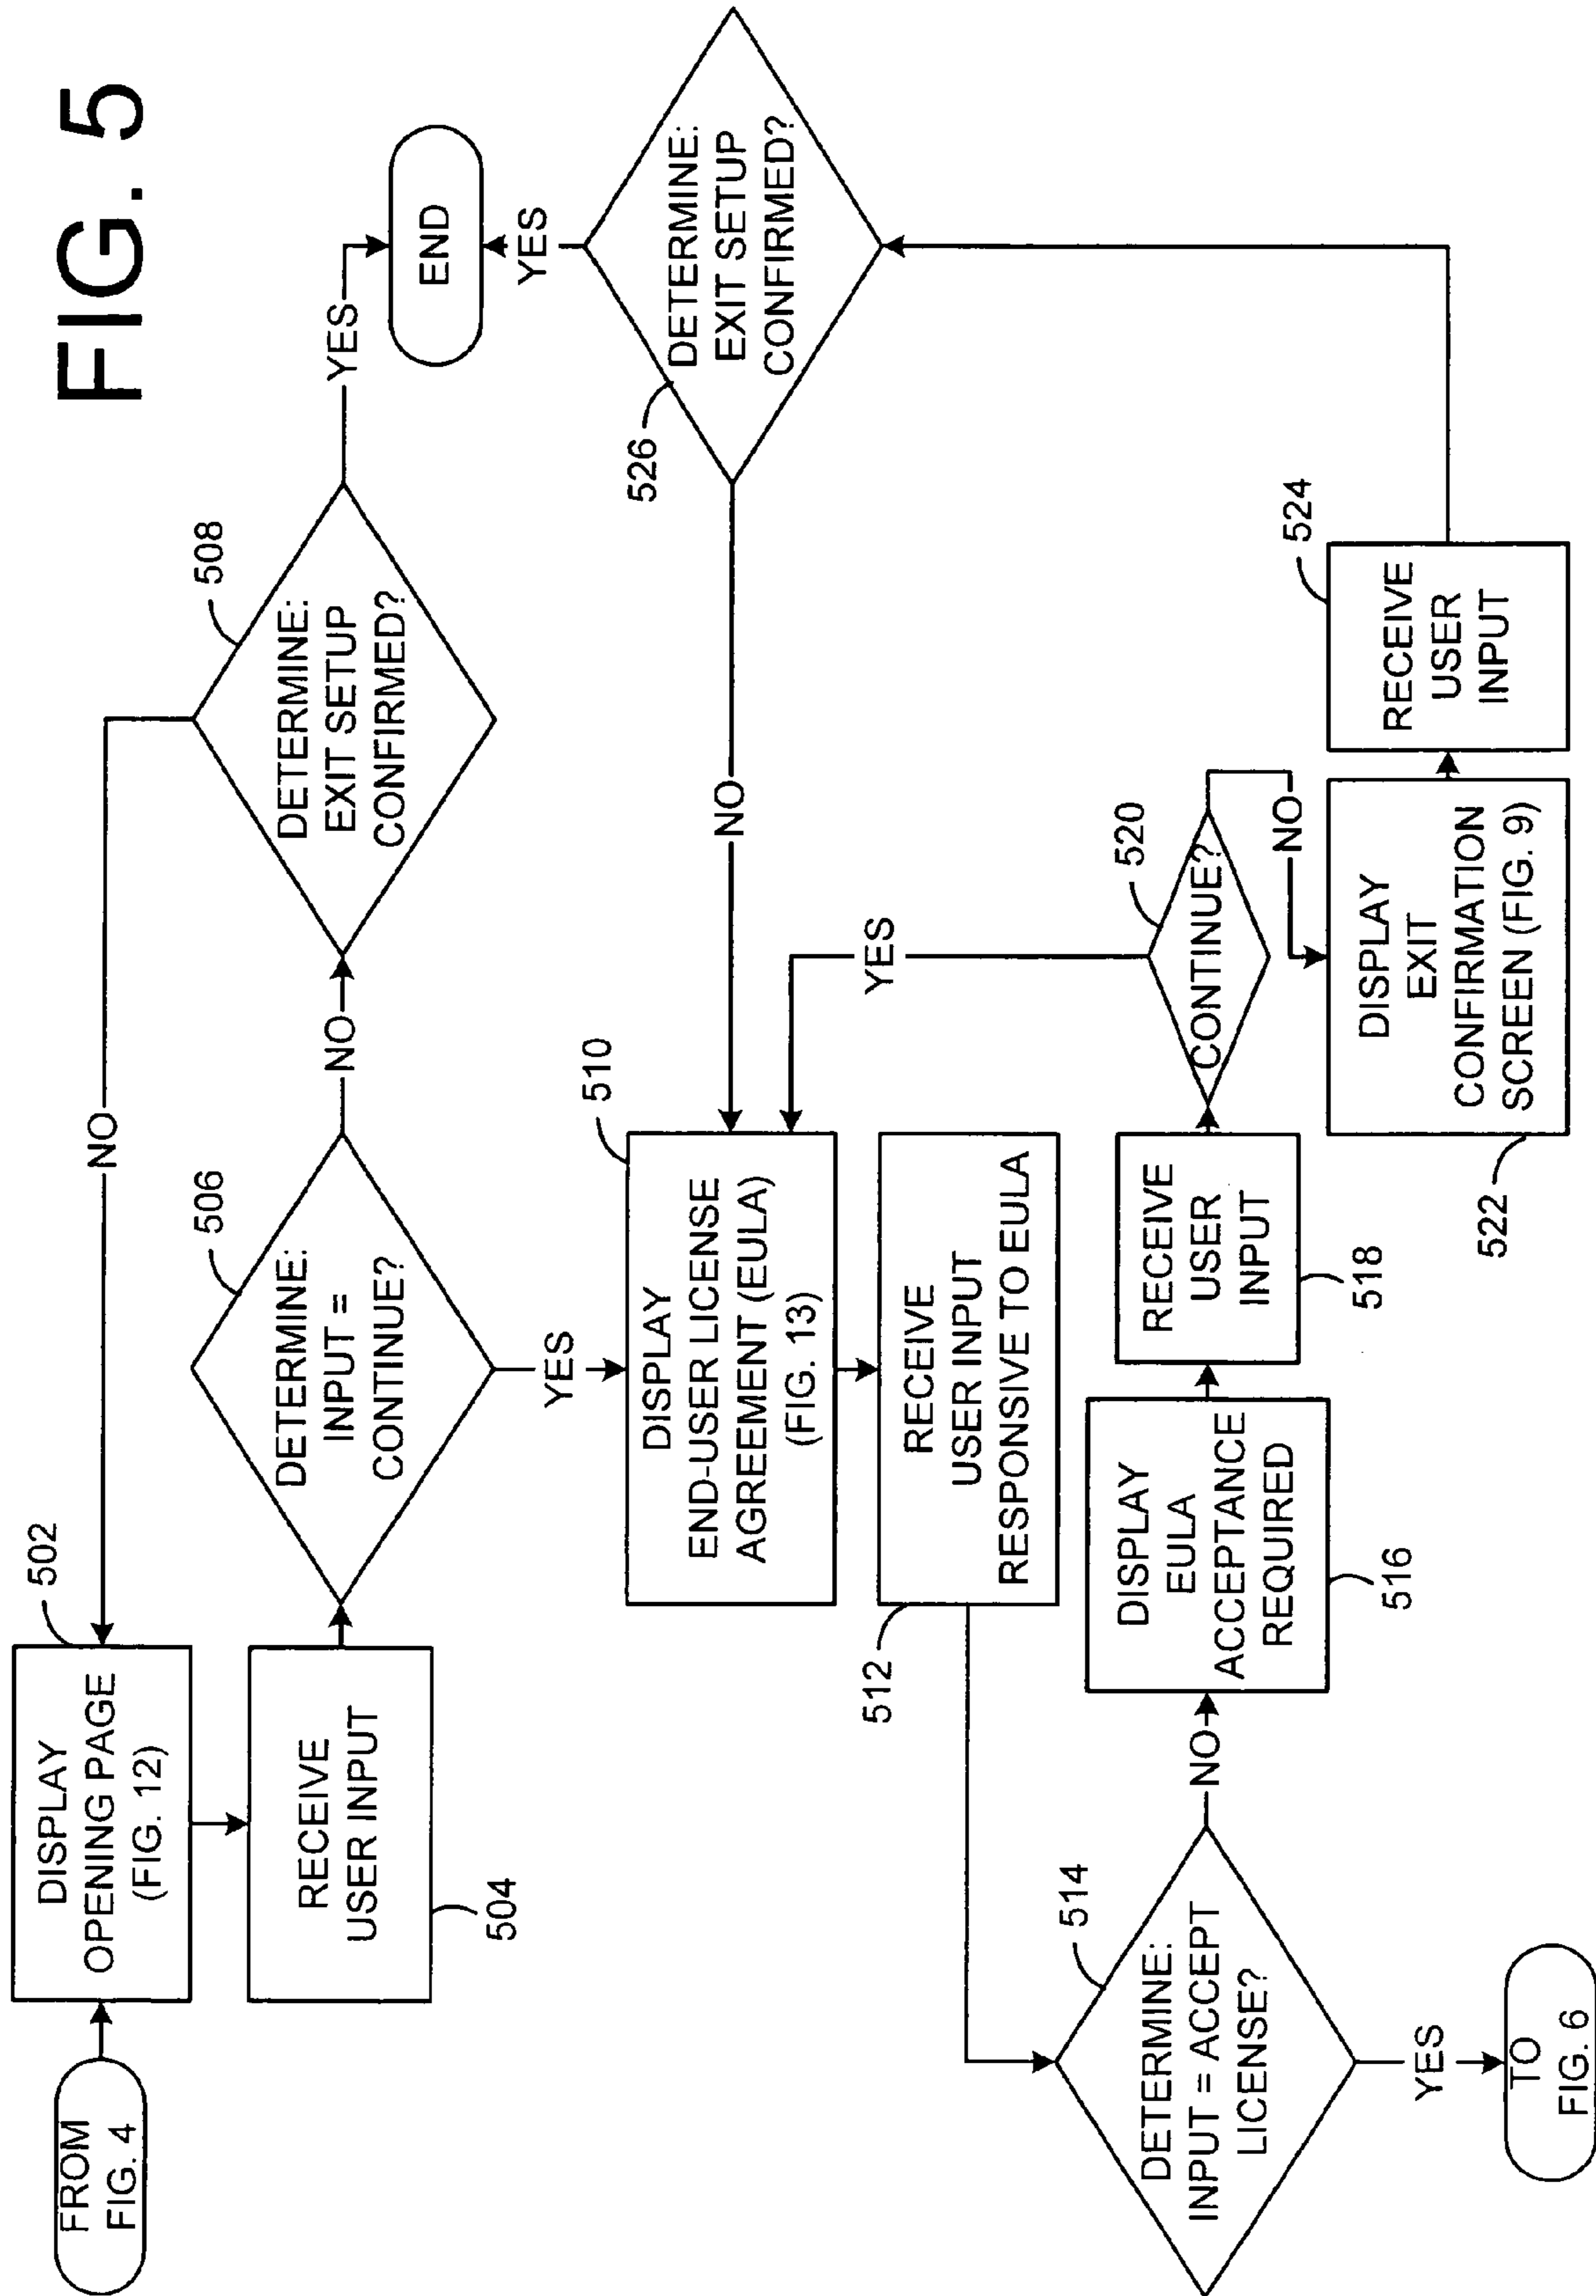 FIG. 5
FROM
FIG. 4
502
DISPLAY
OPENING PAGE
(FIG. 12)
NO
RECEIVE
USER INPUT
504
506
DETERMINE:
INPUT =
CONTINUE?
NO
508
DETERMINE:
EXIT SETUP
CONFIRMED?
YES
END
YES
YES
510
DISPLAY
END-USER LICENSE
AGREEMENT (EULA)
(FIG. 13)
NO
526
DETERMINE:
EXIT SETUP
CONFIRMED?
RECEIVE
USER INPUT
RESPONSIVE TO EULA
512
YES
514
DETERMINE:
INPUT = ACCEPT
LICENSE?
NO
DISPLAY
EULA
ACCEPTANCE
REQUIRED
516
RECEIVE
USER
INPUT
518
520
CONTINUE?
NO
DISPLAY
EXIT
CONFIRMATION
SCREEN (FIG. 9)
522
524
RECEIVE
USER
INPUT
YES
TO
FIG. 6